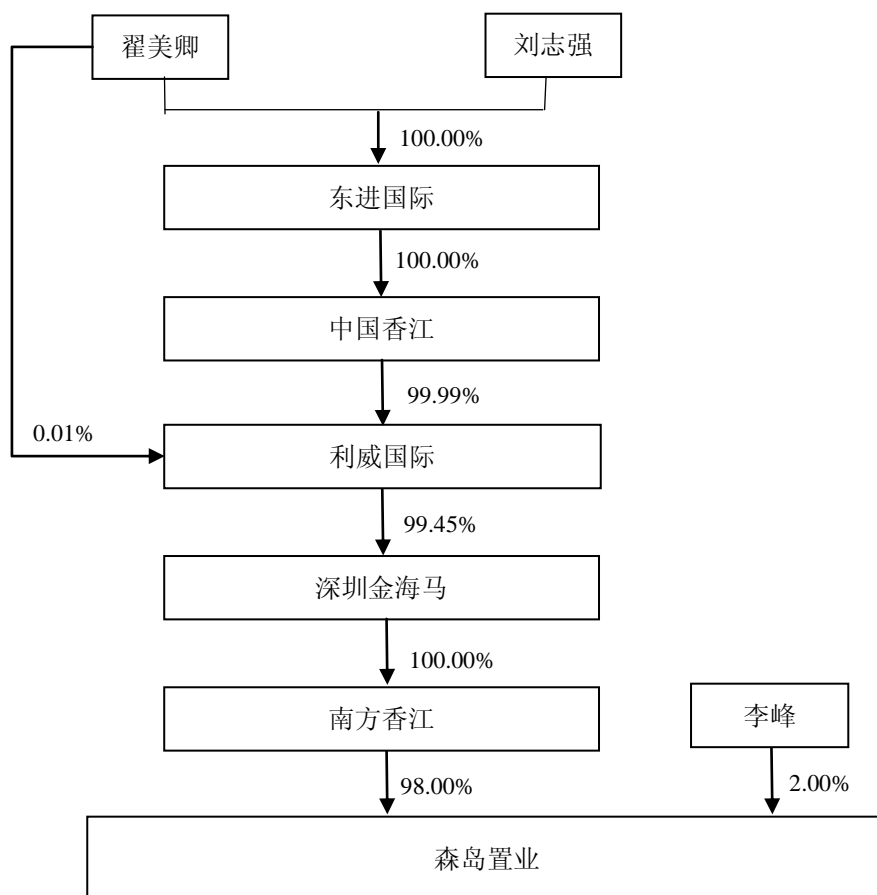 翟美卿
刘志强
100.00%
东进国际
100.00%
中国香江
99.99%
0.01%
利威国际
99.45%
深圳金海马
100.00%
南方香江
李峰
98.00%
2.00%
森岛置业